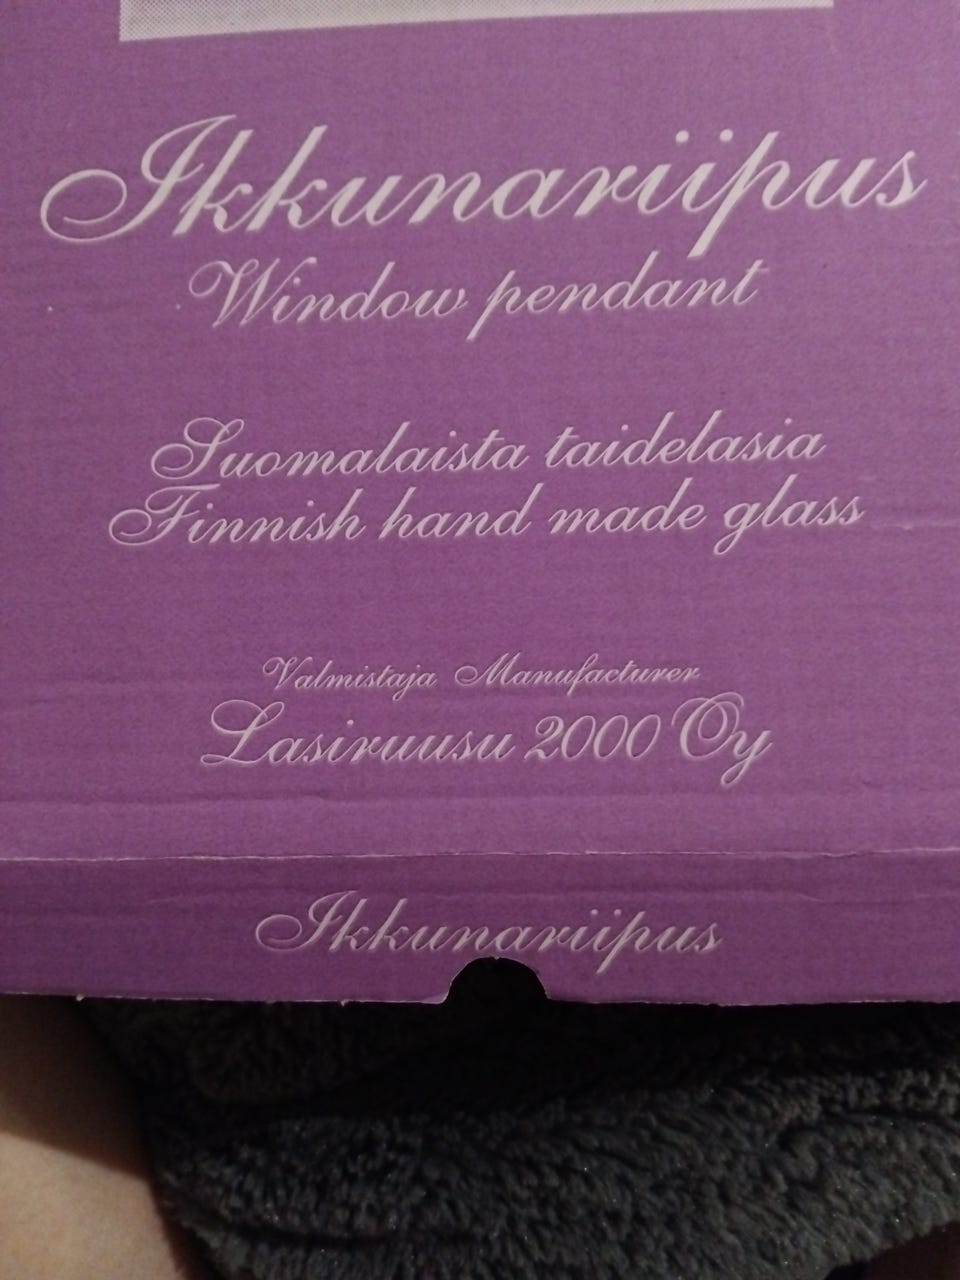 Ikkunariipus
Window pendant
Suomalaista taidelasia
Finnish hand made glass
Valmistaja Manufacturer
Lasiruusu 2000 Oy
Ikkunariipus